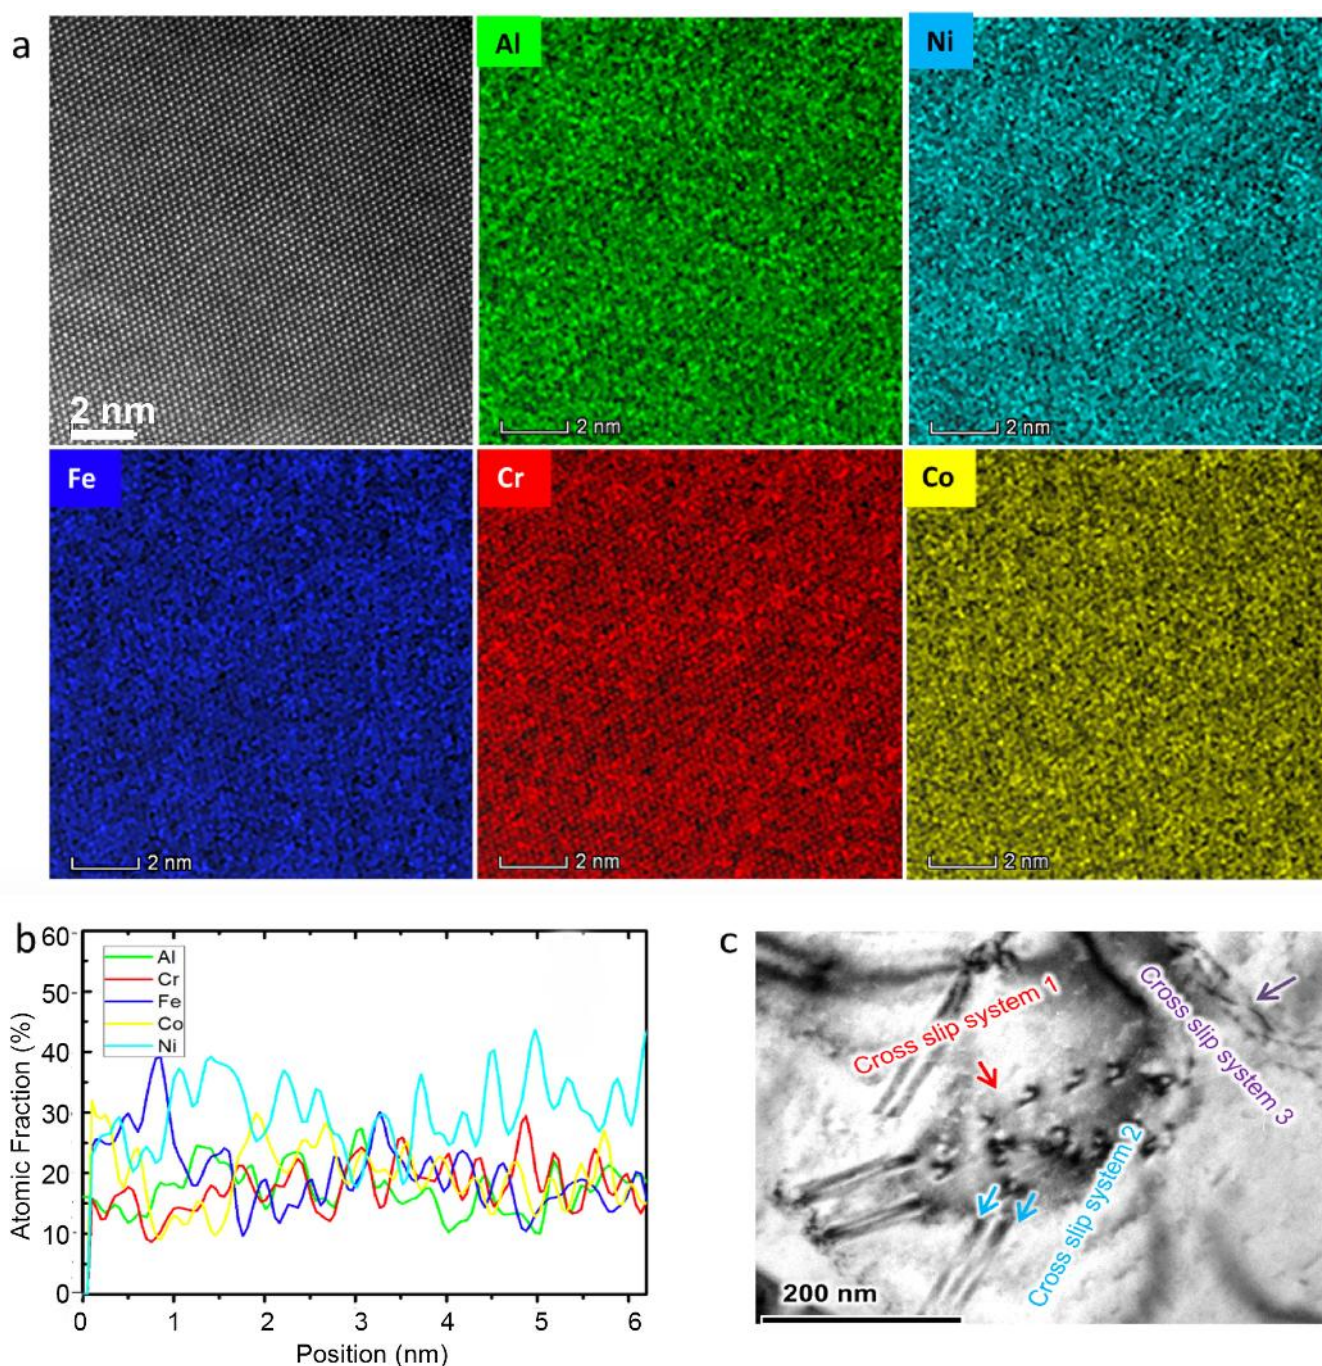 a
Al
Ni
2 nm
2 nm
2 nm
Fe
Cr
Co
2 nm
2 nm
2 nm
b
60
50
40
30
20
10
0
Atomic Fraction (%)
Al
Cr
Fe
Co
Ni
0 1 2 3 4 5 6
Position (nm)
c
Cross slip system 1
Cross slip system 2
Cross slip system 3
200 nm